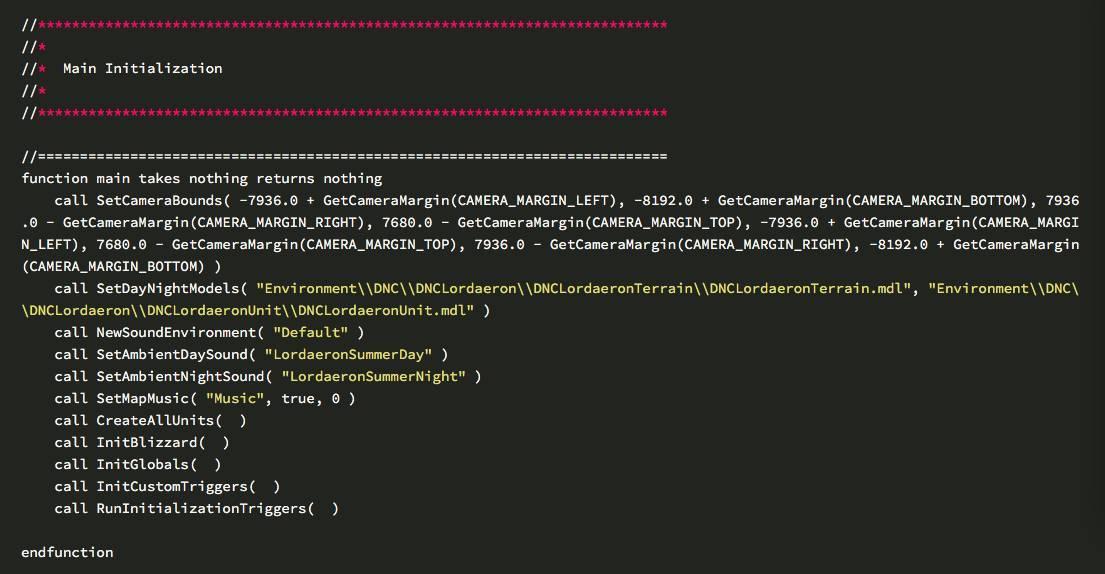 //***************************************************************************
//*
//*  Main Initialization
//*
//***************************************************************************

//===========================================================================
function main takes nothing returns nothing
    call SetCameraBounds( -7936.0 + GetCameraMargin(CAMERA_MARGIN_LEFT), -8192.0 + GetCameraMargin(CAMERA_MARGIN_BOTTOM), 7936
.0 - GetCameraMargin(CAMERA_MARGIN_RIGHT), 7680.0 - GetCameraMargin(CAMERA_MARGIN_TOP), -7936.0 + GetCameraMargin(CAMERA_MARGI
N_LEFT), 7680.0 - GetCameraMargin(CAMERA_MARGIN_TOP), 7936.0 - GetCameraMargin(CAMERA_MARGIN_RIGHT), -8192.0 + GetCameraMargin
(CAMERA_MARGIN_BOTTOM) )
    call SetDayNightModels( "Environment\\DNC\\DNCLordaeron\\DNCLordaeronTerrain\\DNCLordaeronTerrain.mdl", "Environment\\DNC\
\DNCLordaeron\\DNCLordaeronUnit\\DNCLordaeronUnit.mdl" )
    call NewSoundEnvironment( "Default" )
    call SetAmbientDaySound( "LordaeronSummerDay" )
    call SetAmbientNightSound( "LordaeronSummerNight" )
    call SetMapMusic( "Music", true, 0 )
    call CreateAllUnits(  )
    call InitBlizzard(  )
    call InitGlobals(  )
    call InitCustomTriggers(  )
    call RunInitializationTriggers(  )

endfunction